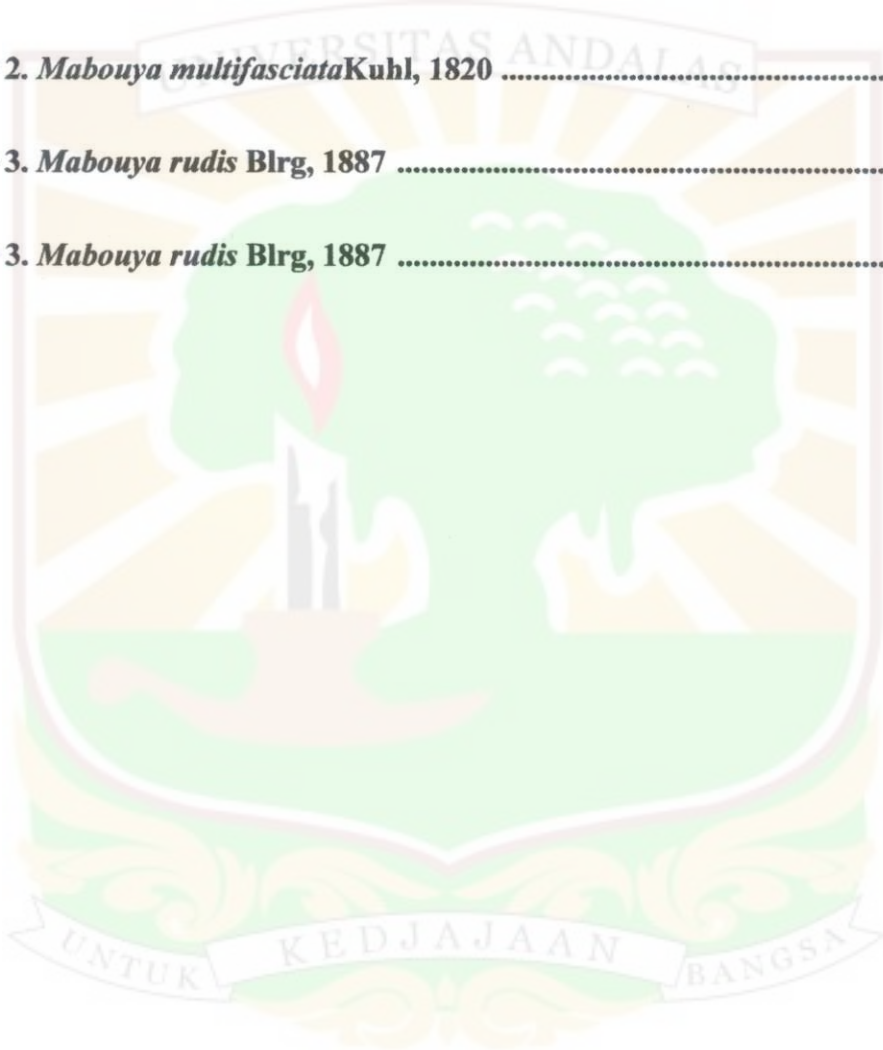 UNIVERSITAS ANDALAS
2. Mabouya multifasciataKuhl, 1820 ................................................
3. Mabouya rudis Blrg, 1887 .............................................................
3. Mabouya rudis Blrg, 1887 .............................................................
UNTUK KEDJAJAAN BANGSA